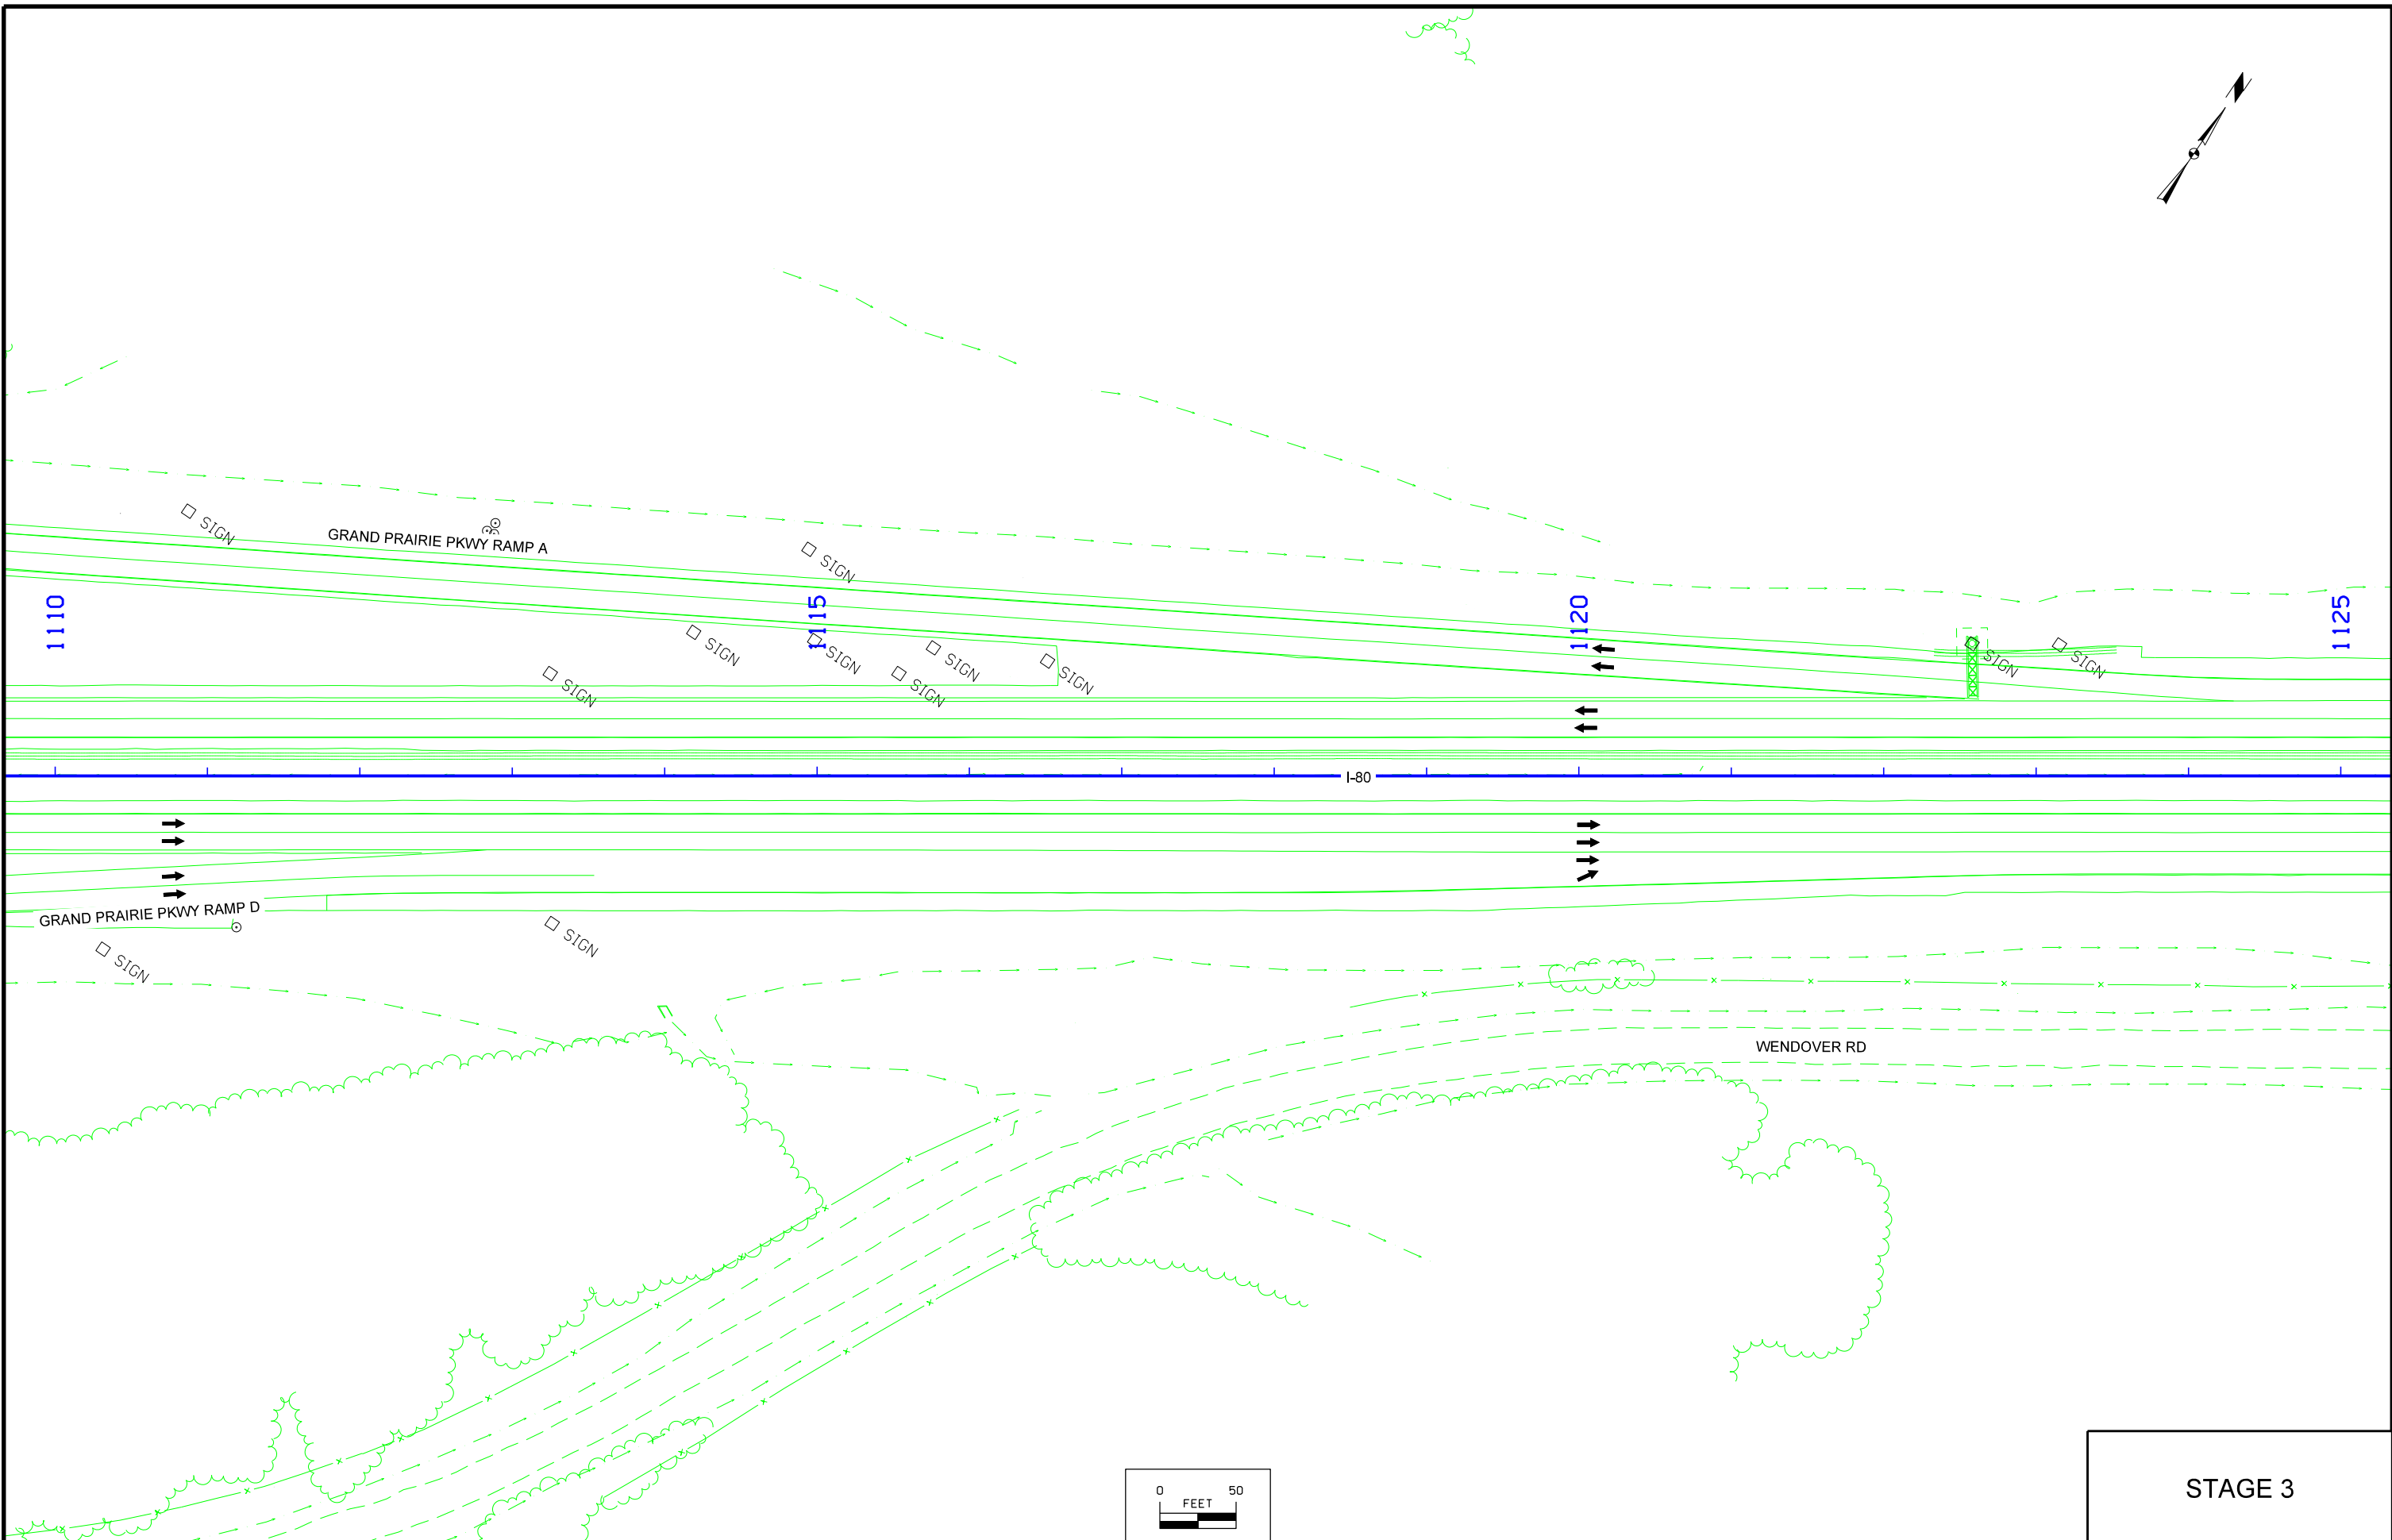 SIGN
GRAND PRAIRIE PKWY RAMP A
SIGN
1110
1115
1120
1125
SIGN
SIGN
SIGN
SIGN
SIGN
SIGN
SIGN
SIGN
I-80
GRAND PRAIRIE PKWY RAMP D
SIGN
SIGN
WENDOVER RD
0 50
FEET
STAGE 3